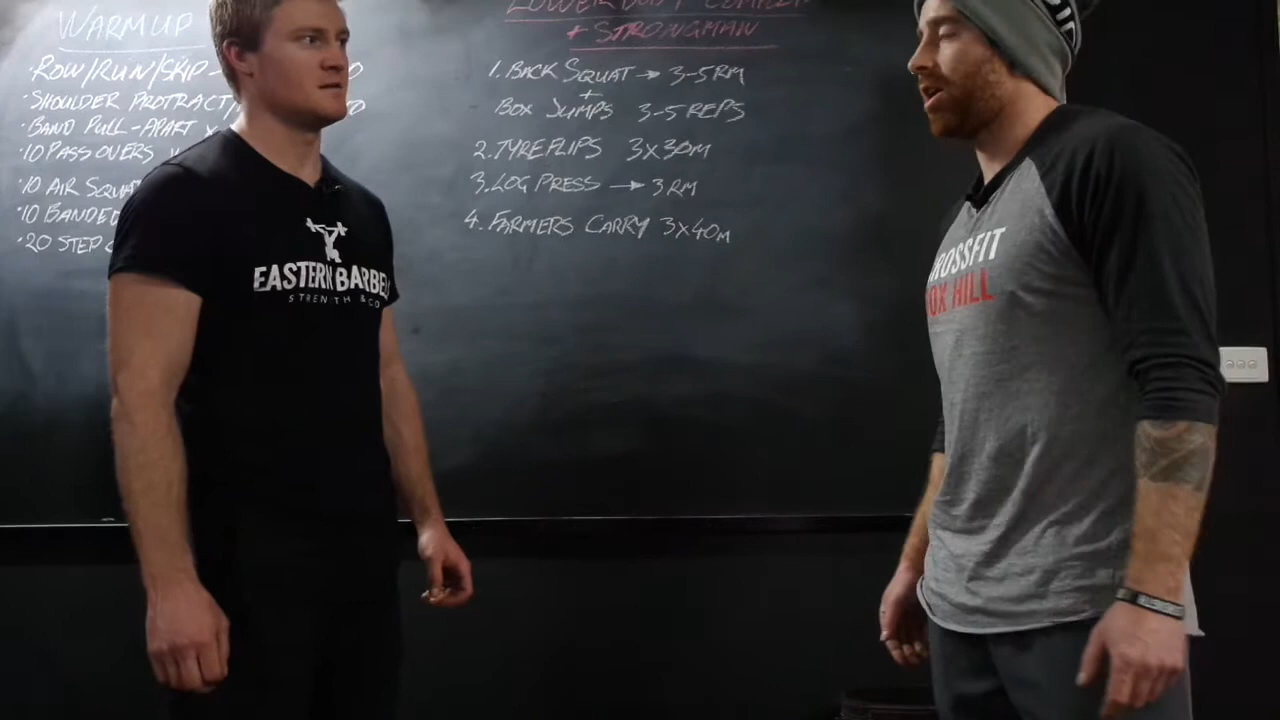 WARMUP
· ROW/RUN/SKIP -
· SHOULDER PROTRACT/
· BAND PULL-APART x
· 10 PASS OVERS
· 10 AIR
· 10 BANDED
· 20 STEP
LOWER BODY
+ STRONGMAN
1. BACK SQUAT → 3-5RM
+
BOX JUMPS 3-5 REPS
2. TYRE FLIPS 3x30M
3. LOG PRESS → 3RM
4. FARMERS CARRY 3x40M
EASTERN BARBEL
STRENGTH & CO
CROSSFIT
BOX HILL